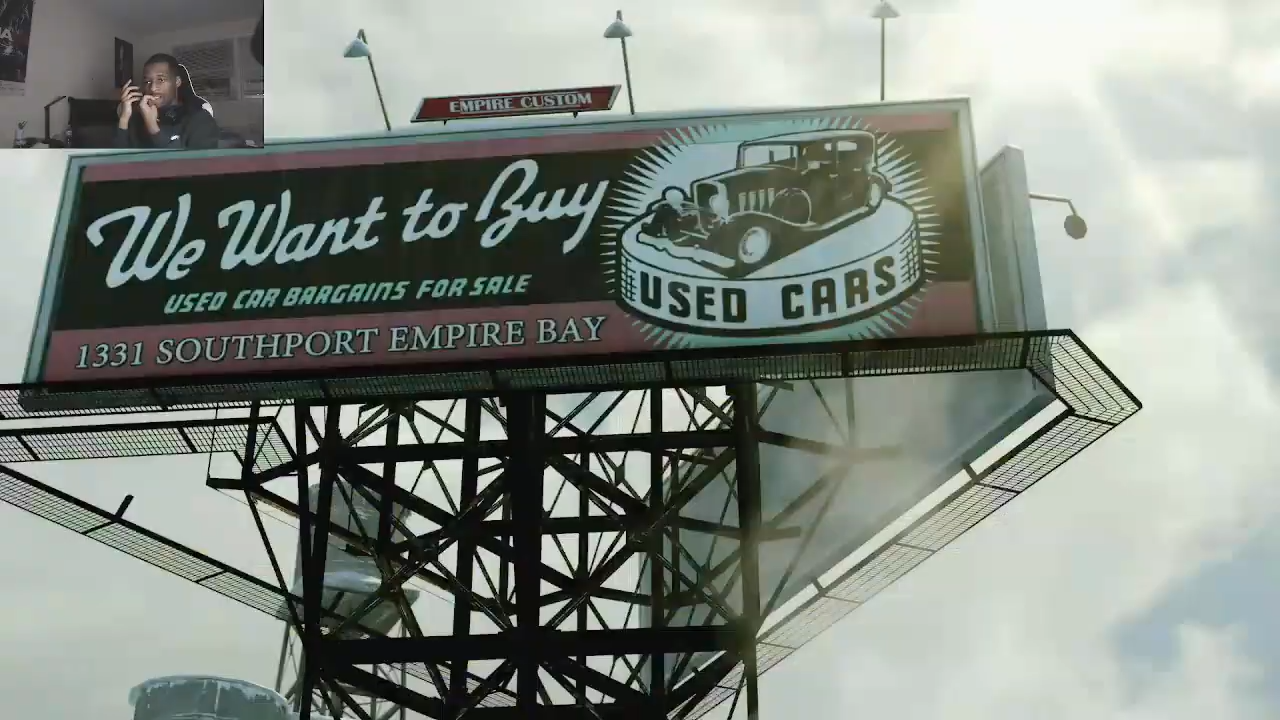 EMPIRE CUSTOM
We Want to Buy
USED CAR BARGAINS FOR SALE
1331 SOUTHPORT EMPIRE BAY
USED CARS